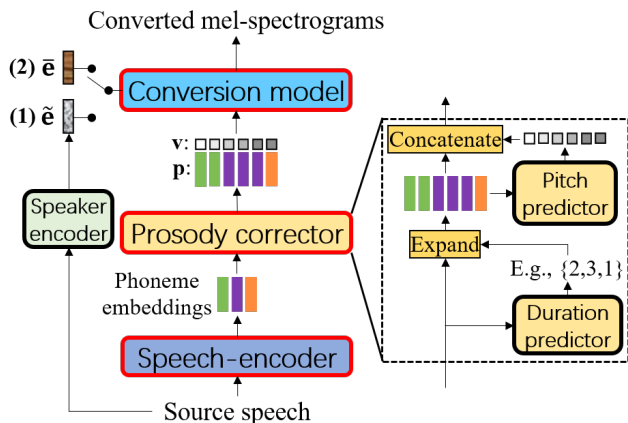 Converted mel-spectrograms
(2) ē
Conversion model
(1) ẽ
v:
p:
Concatenate
Speaker
encoder
Pitch
predictor
Prosody corrector
Expand
Phoneme
embeddings
E.g., {2,3,1}
Duration
predictor
Speech-encoder
Source speech